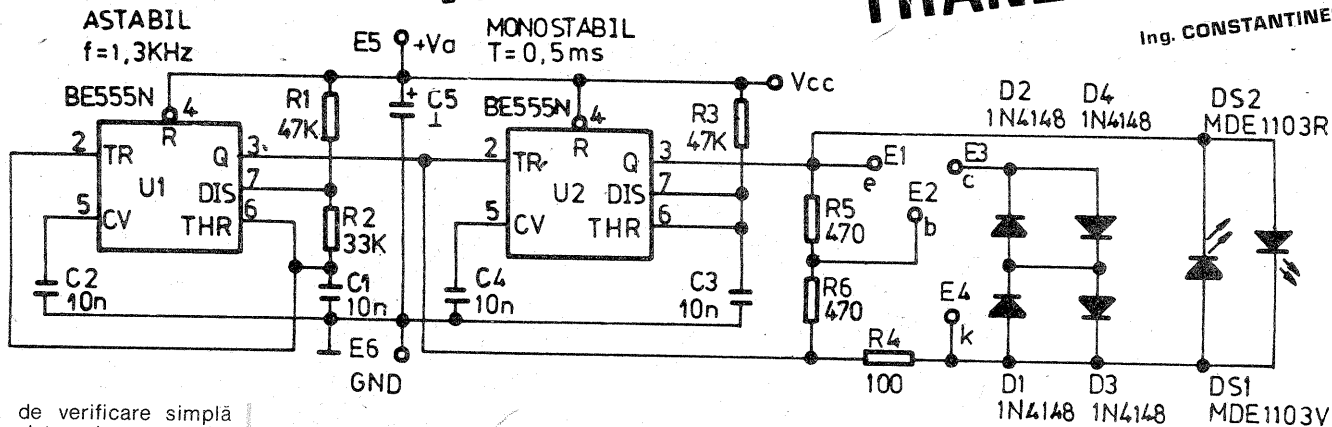 ASTABIL
f=1,3KHz
E5
+Va
MONOSTABIL
T=0,5ms
Ing. CONSTANTINE
Vcc
BE555N
4
R1
47K
C5
BE555N
4
R3
47K
D2
1N4148
D4
1N4148
DS2
MDE1103R
2
TR
R
Q
3
U1
DIS
7
5
CV
THR
6
R2
33K
C2
10n
C1
10n
2
TR
R
Q
3
U2
DIS
7
5
CV
THR
6
C4
10n
C3
10n
E1
e
E2
b
E3
c
R5
470
R6
470
E4
k
R4
100
E6
GND
D1
1N4148
D3
1N4148
DS1
MDE1103V
de verificare simplă